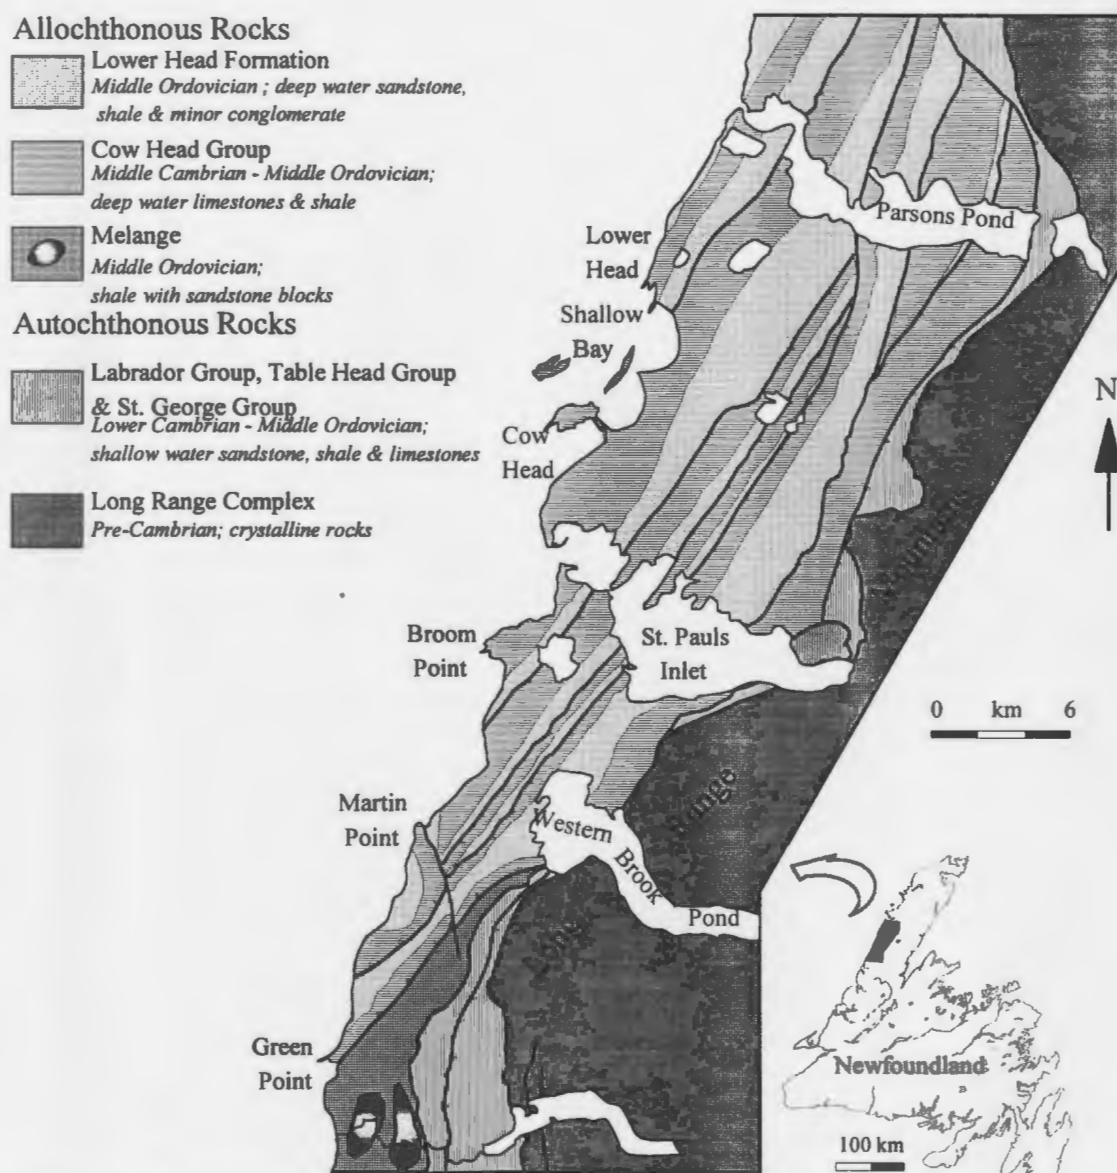 Allochthonous Rocks
Lower Head Formation
Middle Ordovician ; deep water sandstone,
shale & minor conglomerate
Cow Head Group
Middle Cambrian - Middle Ordovician;
deep water limestones & shale
Melange
Middle Ordovician;
shale with sandstone blocks
Autochthonous Rocks
Labrador Group, Table Head Group
& St. George Group
Lower Cambrian - Middle Ordovician;
shallow water sandstone, shale & limestones
Long Range Complex
Pre-Cambrian; crystalline rocks
Parsons Pond
Lower
Head
Shallow
Bay
Cow
Head
N
Mountains
St. Pauls
Inlet
Broom
Point
0 km 6
Range
Martin
Point
Western
Brook
Pond
Long
Green
Point
Newfoundland
100 km